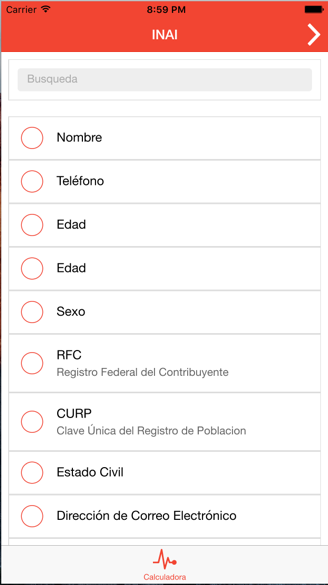 Carrier 8:59 PM
INAI
Busqueda
Nombre
Teléfono
Edad
Edad
Sexo
RFC
Registro Federal del Contribuyente
CURP
Clave Única del Registro de Poblacion
Estado Civil
Dirección de Correo Electrónico
Calculadora